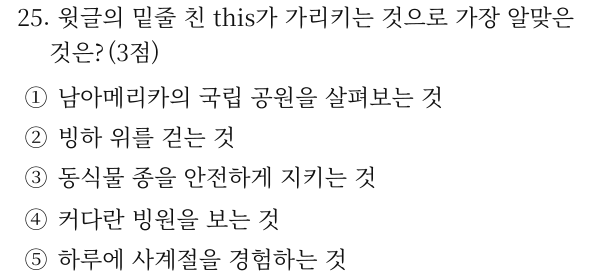 25. 윗글의 밑줄 친 this가 가리키는 것으로 가장 알맞은
것은? (3점)
① 남아메리카의 국립 공원을 살펴보는 것
② 빙하 위를 걷는 것
③ 동식물 종을 안전하게 지키는 것
④ 커다란 빙원을 보는 것
⑤ 하루에 사계절을 경험하는 것